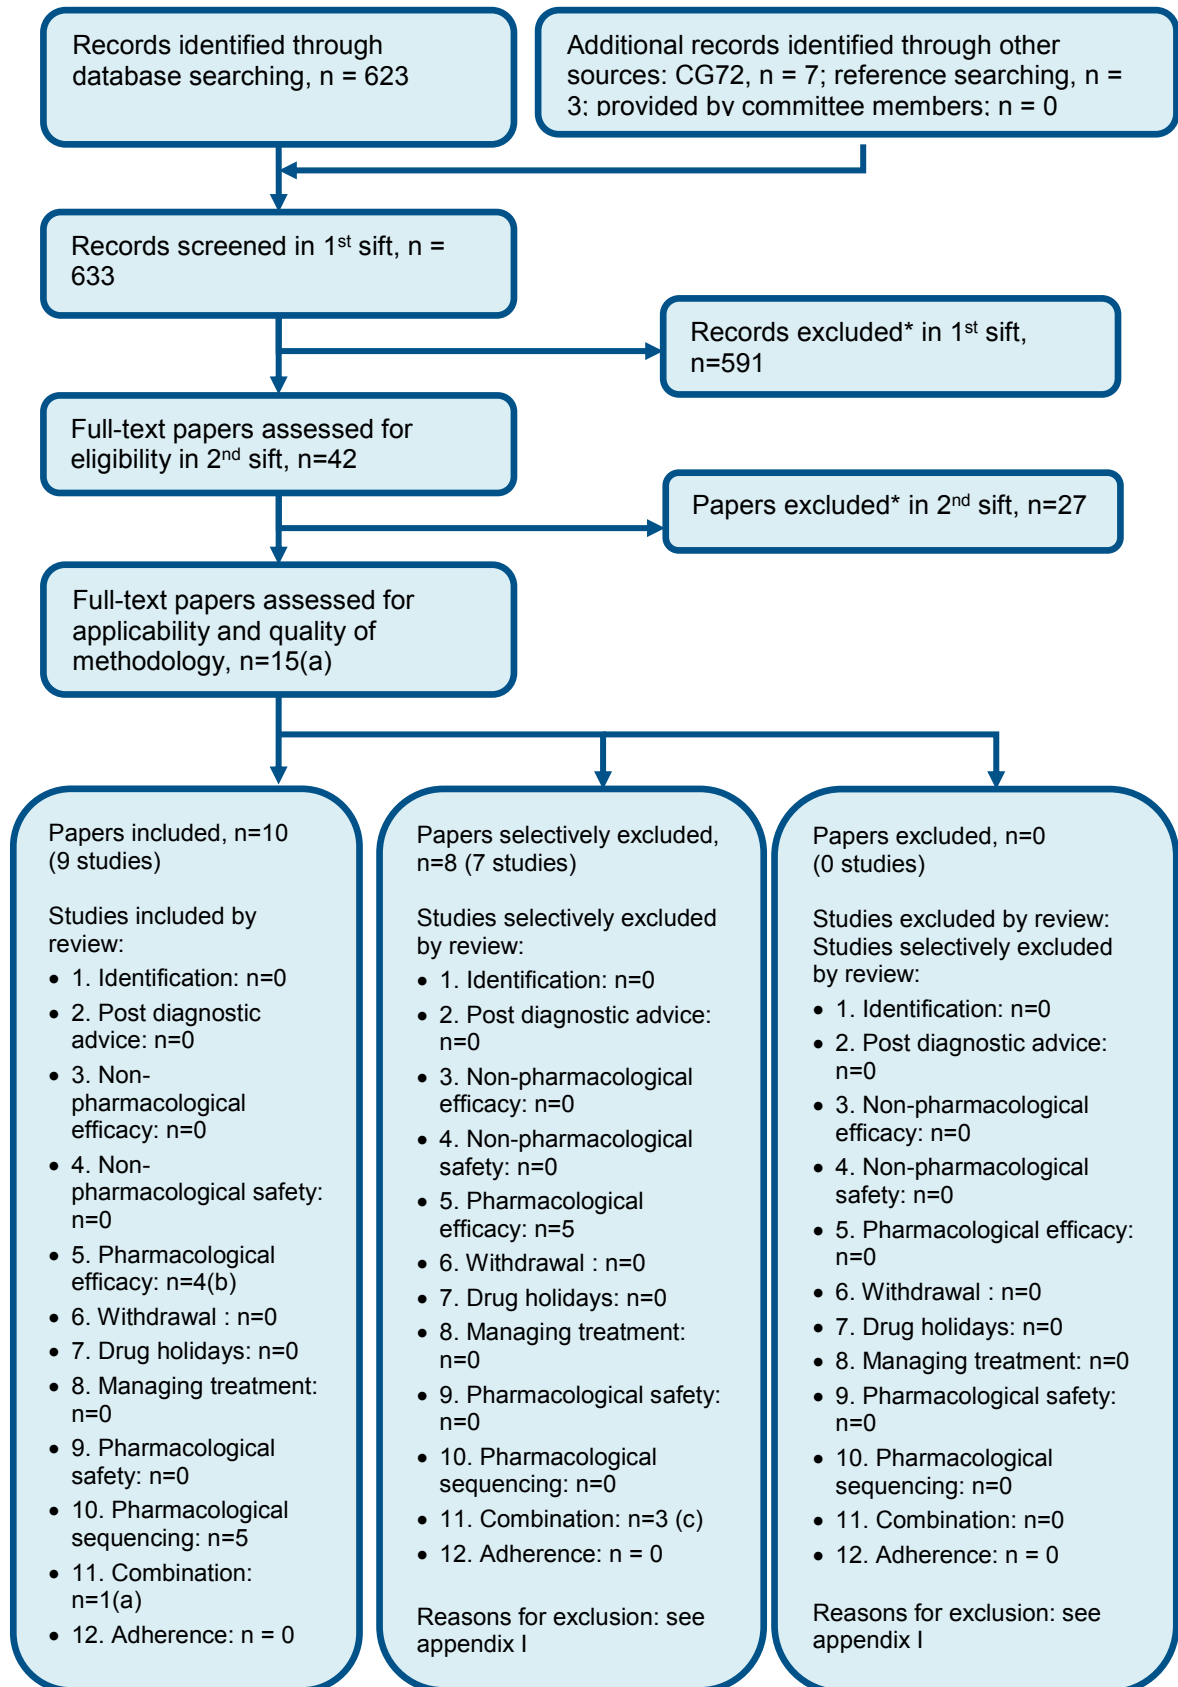 Records identified through
database searching, n = 623
Additional records identified through other
sources: CG72, n = 7; reference searching, n =
3; provided by committee members; n = 0
Records screened in 1st sift, n =
633
Records excluded* in 1st sift,
n=591
Full-text papers assessed for
eligibility in 2nd sift, n=42
Papers excluded* in 2nd sift, n=27
Full-text papers assessed for
applicability and quality of
methodology, n=15(a)
Papers included, n=10
(9 studies)
Studies included by
review:
• 1. Identification: n=0
• 2. Post diagnostic
advice: n=0
• 3. Non-
pharmacological
efficacy: n=0
• 4. Non-
pharmacological safety:
n=0
• 5. Pharmacological
efficacy: n=4(b)
• 6. Withdrawal : n=0
• 7. Drug holidays: n=0
• 8. Managing treatment:
n=0
• 9. Pharmacological
safety: n=0
• 10. Pharmacological
sequencing: n=5
• 11. Combination:
n=1(a)
• 12. Adherence: n = 0
Papers selectively excluded,
n=8 (7 studies)
Studies selectively excluded
by review:
• 1. Identification: n=0
• 2. Post diagnostic advice:
n=0
• 3. Non-pharmacological
efficacy: n=0
• 4. Non-pharmacological
safety: n=0
• 5. Pharmacological
efficacy: n=5
• 6. Withdrawal : n=0
• 7. Drug holidays: n=0
• 8. Managing treatment:
n=0
• 9. Pharmacological safety:
n=0
• 10. Pharmacological
sequencing: n=0
• 11. Combination: n=3 (c)
• 12. Adherence: n = 0
Reasons for exclusion: see
appendix I
Papers excluded, n=0
(0 studies)
Studies excluded by review:
Studies selectively excluded
by review:
• 1. Identification: n=0
• 2. Post diagnostic advice:
n=0
• 3. Non-pharmacological
efficacy: n=0
• 4. Non-pharmacological
safety: n=0
• 5. Pharmacological efficacy:
n=0
• 6. Withdrawal : n=0
• 7. Drug holidays: n=0
• 8. Managing treatment: n=0
• 9. Pharmacological safety:
n=0
• 10. Pharmacological
sequencing: n=0
• 11. Combination: n=0
• 12. Adherence: n = 0
Reasons for exclusion: see
appendix I